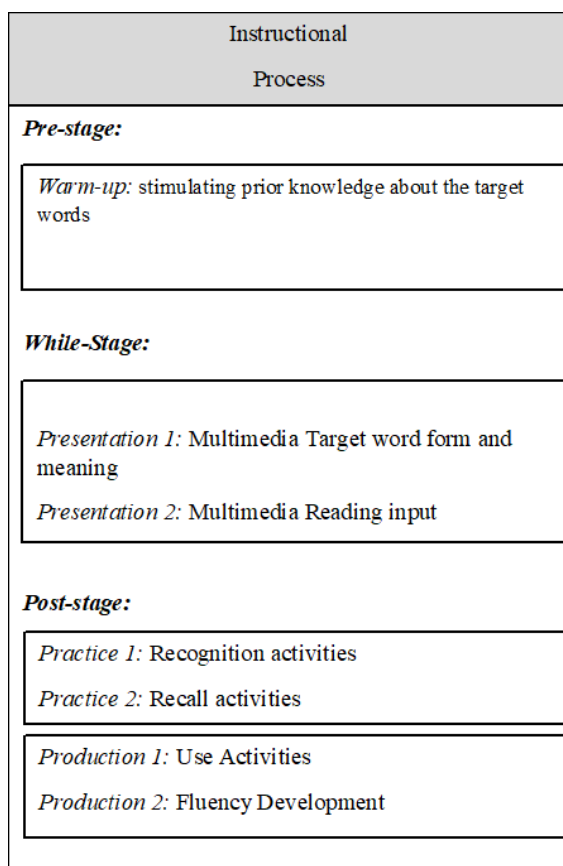 Instructional
Process
Pre-stage:
Warm-up: stimulating prior knowledge about the target
words
While-Stage:
Presentation 1: Multimedia Target word form and
meaning
Presentation 2: Multimedia Reading input
Post-stage:
Practice 1: Recognition activities
Practice 2: Recall activities
Production 1: Use Activities
Production 2: Fluency Development